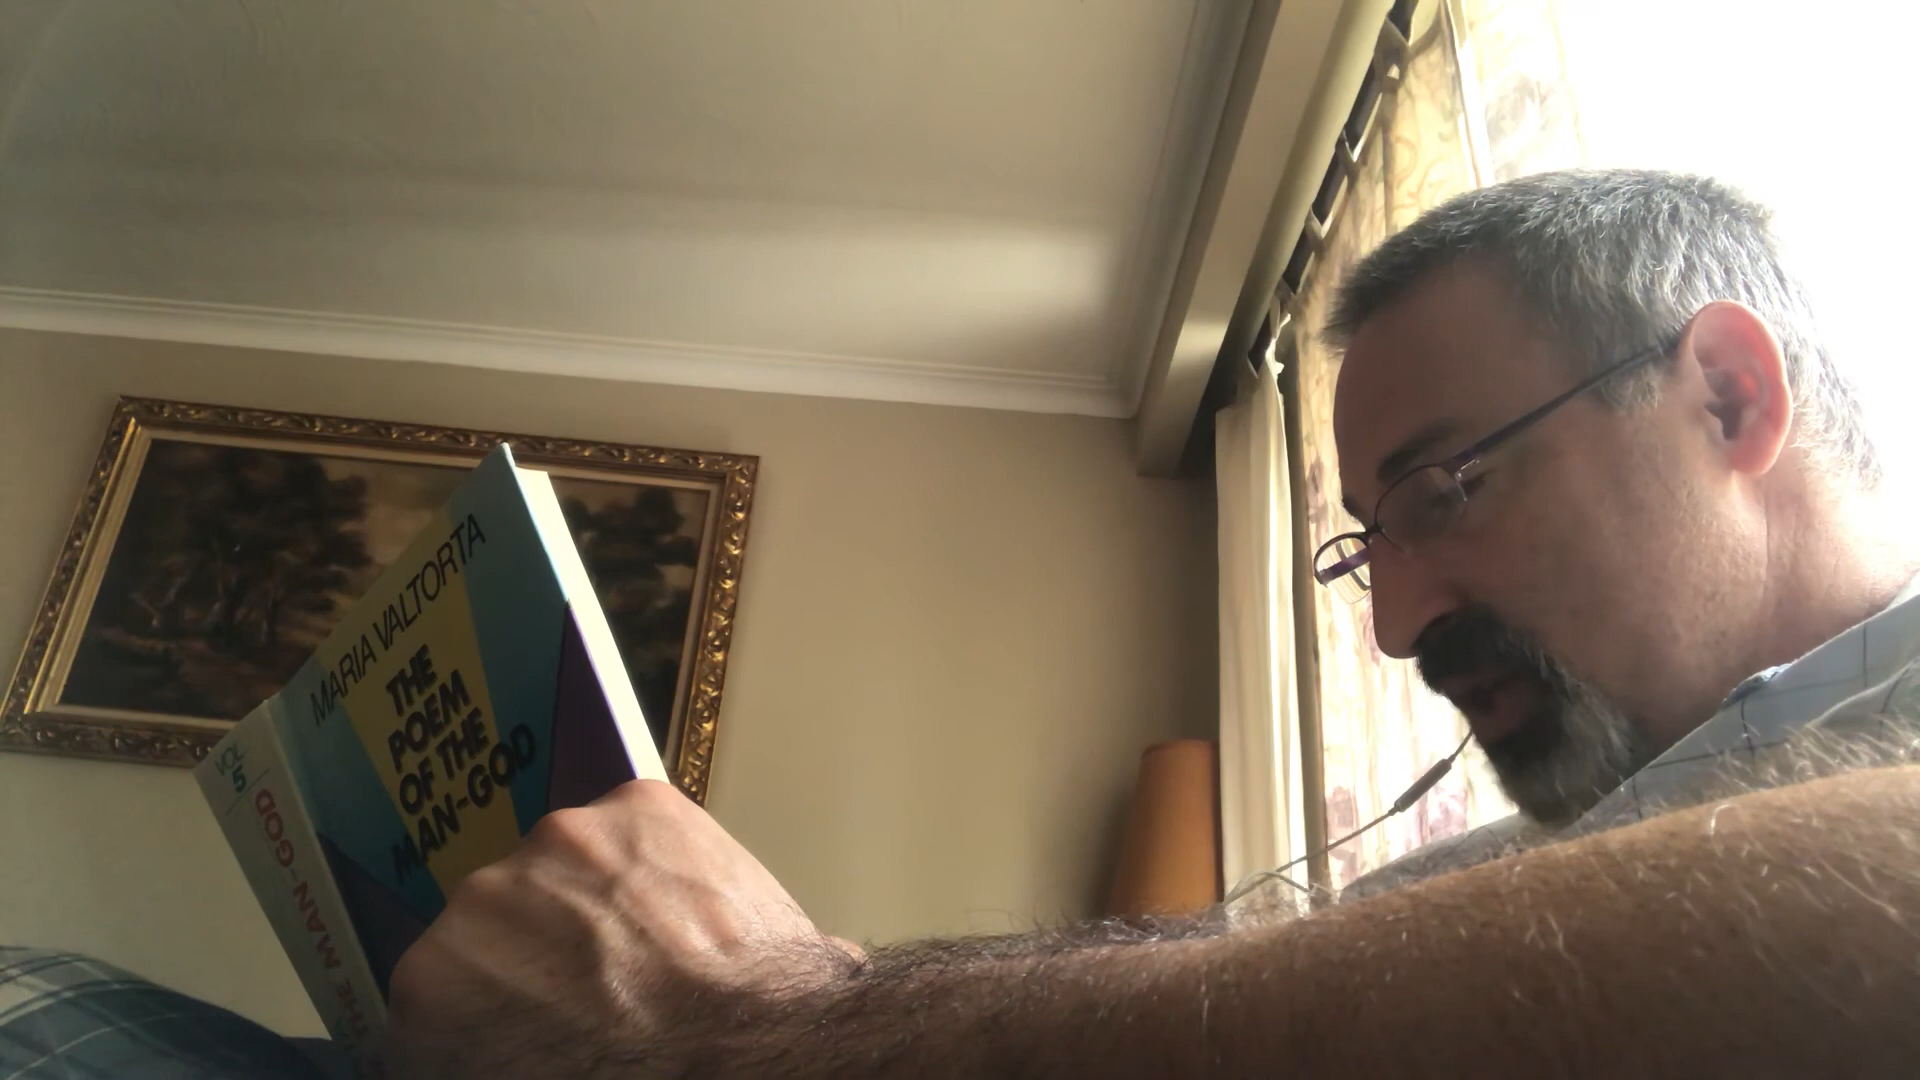 MARIA VALTORTA
THE
POEM
OF THE
MAN-GOD
VOL
5
THE MAN-GOD